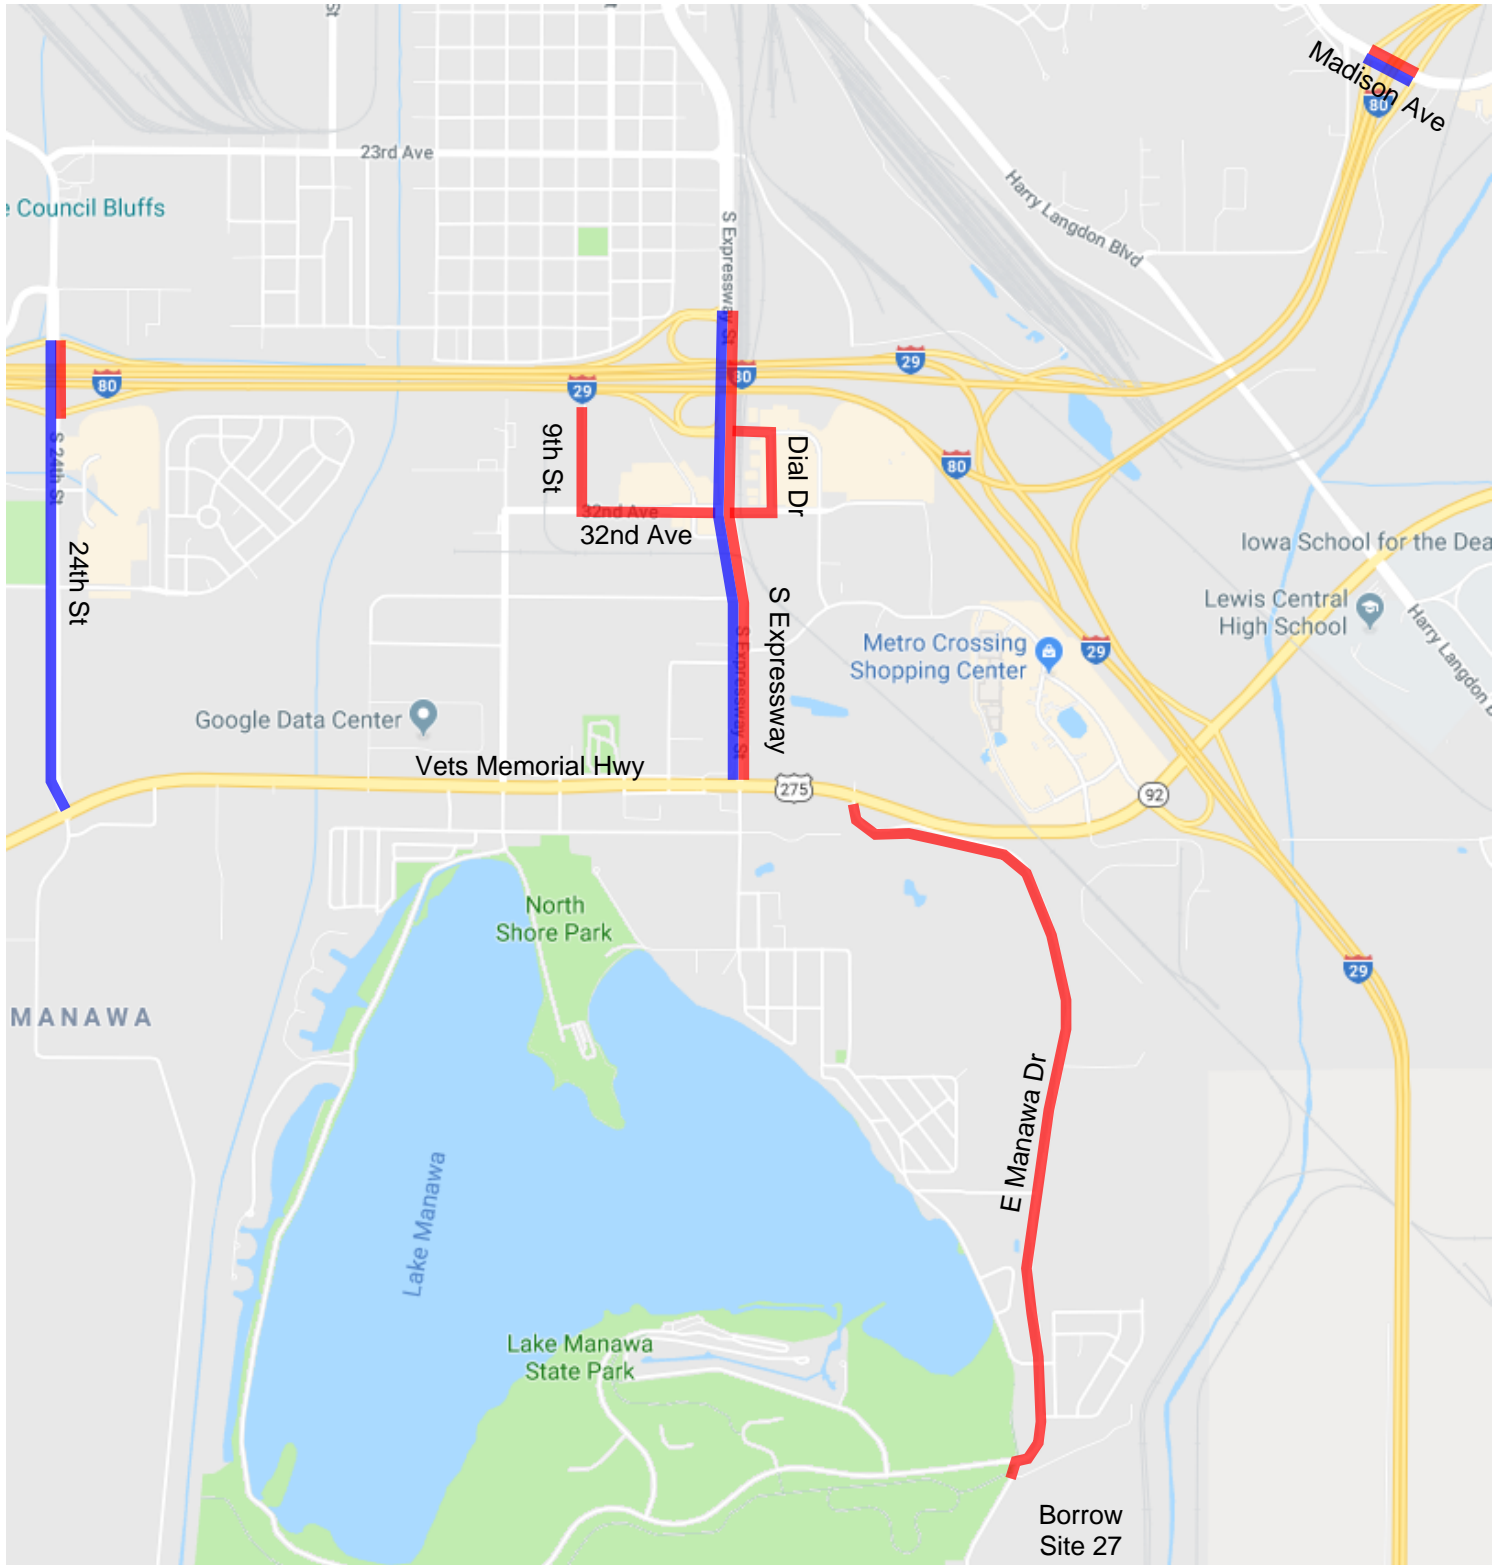 St
St
Madison Ave
80
23rd Ave
Harry Langdon Blvd
e Council Bluffs
S Expressway St
80
29
80
29
9th St
Dial Dr
80
S 24th St
32nd Ave
32nd Ave
24th St
Iowa School for the Dea
Lewis Central
High School
Harry Langdon B
S Expressway
S Expressway St
Metro Crossing
Shopping Center
29
Google Data Center
Vets Memorial Hwy
275
92
North
Shore Park
29
MANAWA
E Manawa Dr
Lake Manawa
Lake Manawa
State Park
Borrow
Site 27